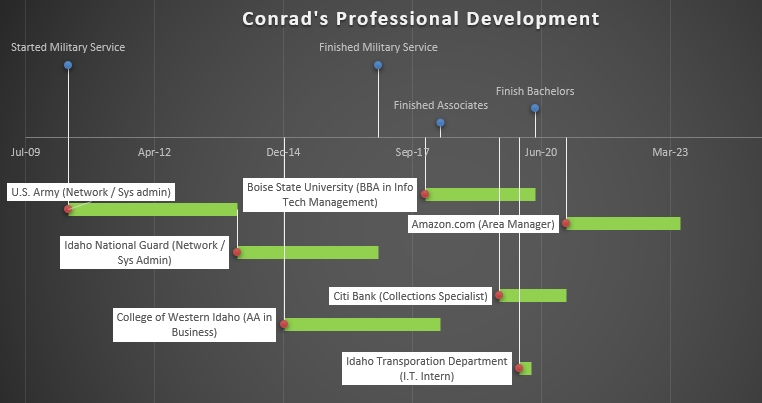 Conrad's Professional Development
Started Military Service
Finished Military Service
Finished Associates
Finish Bachelors
Jul-09
Apr-12
Dec-14
Sep-17
Jun-20
Mar-23
U.S. Army (Network / Sys admin)
Boise State University (BBA in Info
Tech Management)
Amazon.com (Area Manager)
Idaho National Guard (Network /
Sys Admin)
Citi Bank (Collections Specialist)
College of Western Idaho (AA in
Business)
Idaho Transporation Department
(I.T. Intern)